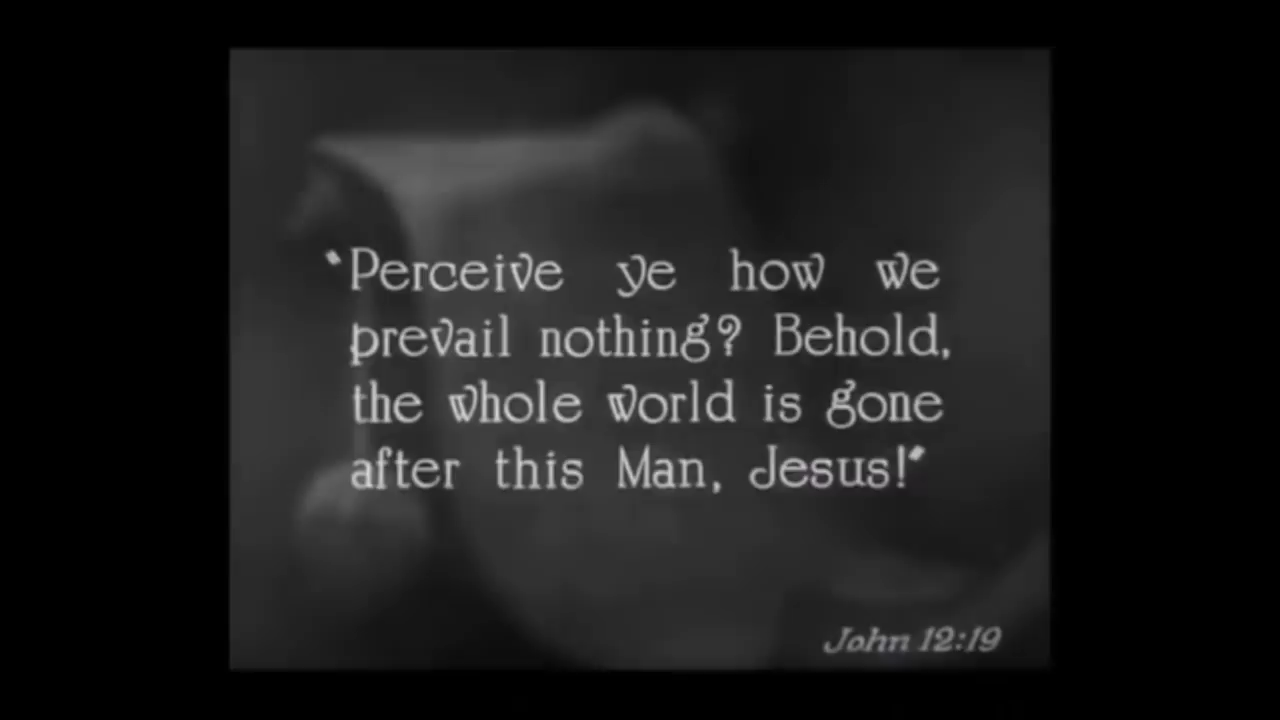 "Perceive ye how we
prevail nothing? Behold,
the whole world is gone
after this Man, Jesus!"
John 12:19